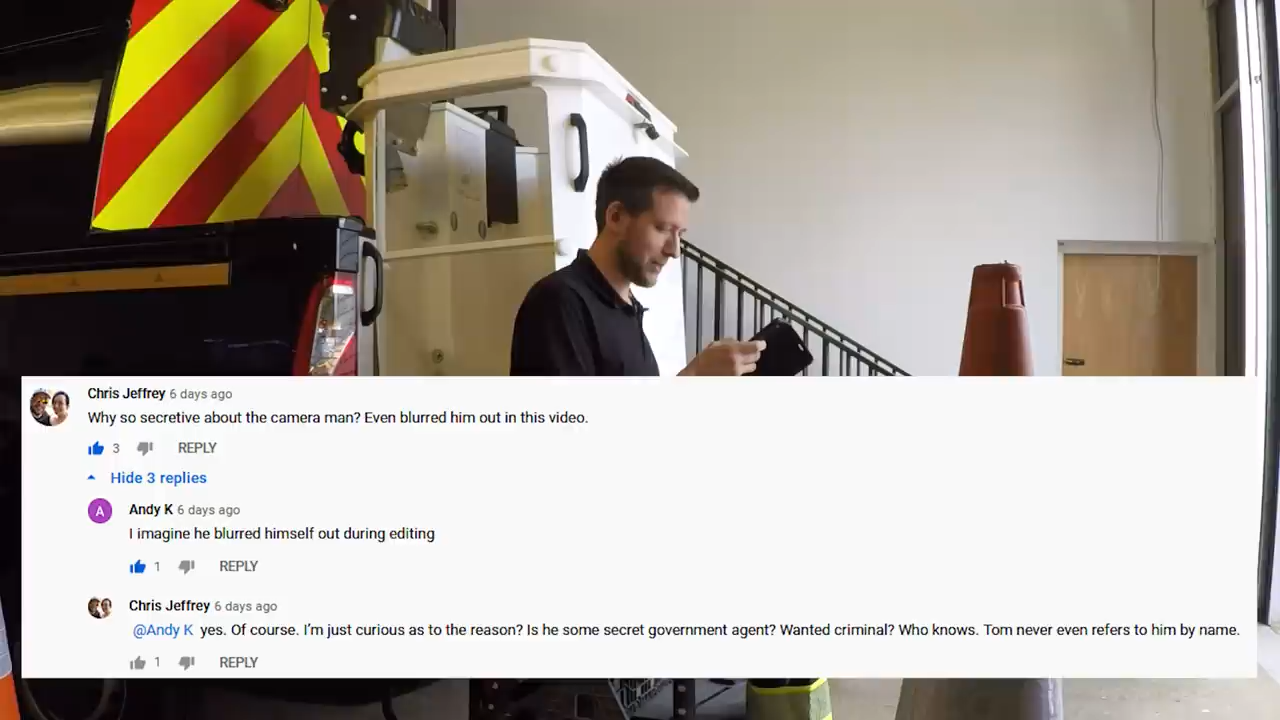 Chris Jeffrey 6 days ago
Why so secretive about the camera man? Even blurred him out in this video.
3 REPLY
Hide 3 replies
A Andy K 6 days ago
I imagine he blurred himself out during editing
1 REPLY
Chris Jeffrey 6 days ago
@Andy K yes. Of course. I'm just curious as to the reason? Is he some secret government agent? Wanted criminal? Who knows. Tom never even refers to him by name.
1 REPLY